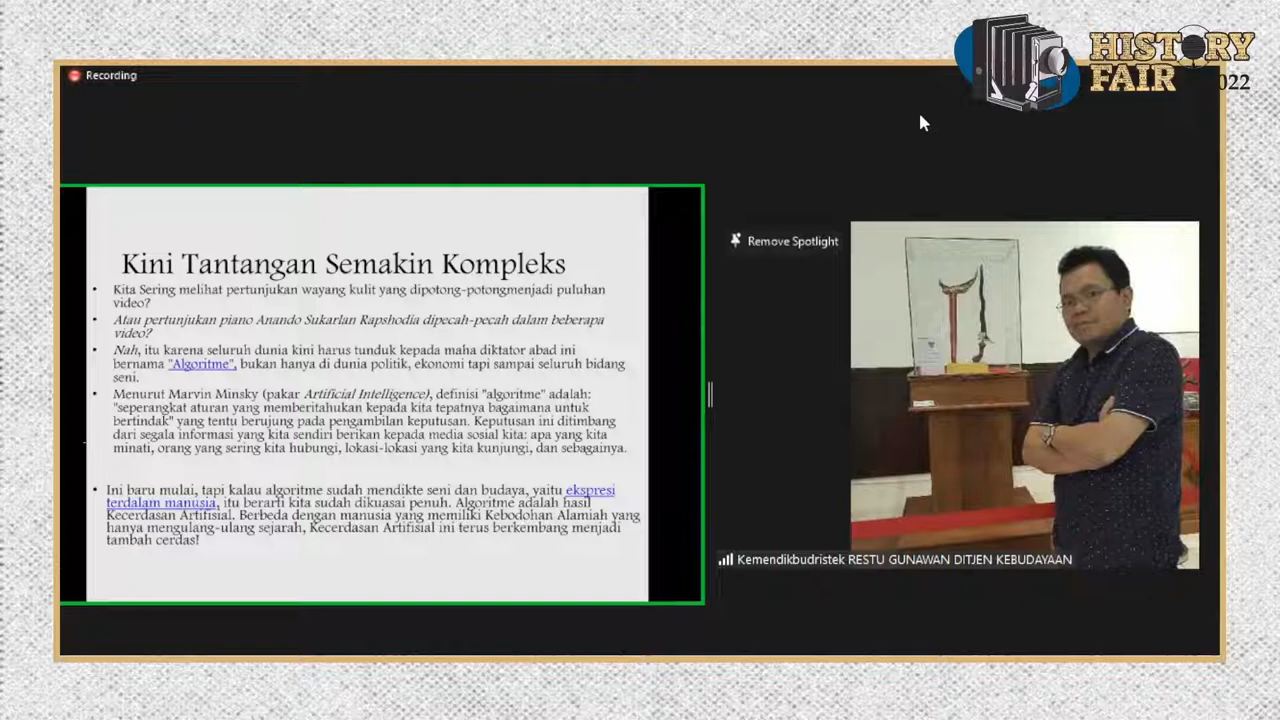 HISTORY
FAIR
2022
Recording
Kini Tantangan Semakin Kompleks
• Kita Sering melihat pertunjukan wayang kulit yang dipotong-potongmenjadi puluhan
video?
• Atau pertunjukan piano Anando Sukarlan Rapshodia dipecah-pecah dalam beberapa
video?
• Nah, itu karena seluruh dunia kini harus tunduk kepada maha diktator abad ini
bernama "Algoritme", bukan hanya di dunia politik, ekonomi tapi sampai seluruh bidang
seni.
• Menurut Marvin Minsky (pakar Artificial Intelligence), definisi "algoritme" adalah:
"seperangkat aturan yang memberitahukan kepada kita tepatnya bagaimana untuk
bertindak" yang tentu berujung pada pengambilan keputusan. Keputusan ini ditimbang
dari segala informasi yang kita sendiri berikan kepada media sosial kita: apa yang kita
minati, orang yang sering kita hubungi, lokasi-lokasi yang kita kunjungi, dan sebagainya.
• Ini baru mulai, tapi kalau algoritme sudah mendikte seni dan budaya, yaitu ekspresi
terdalam manusia, itu berarti kita sudah dikuasai penuh. Algoritme adalah hasil
Kecerdasan Artifisial. Berbeda dengan manusia yang memiliki Kebodohan Alamiah yang
hanya mengulang-ulang sejarah, Kecerdasan Artifisial ini terus berkembang menjadi
tambah cerdas!
Remove Spotlight
Kemendikbudristek RESTU GUNAWAN DITJEN KEBUDAYAAN